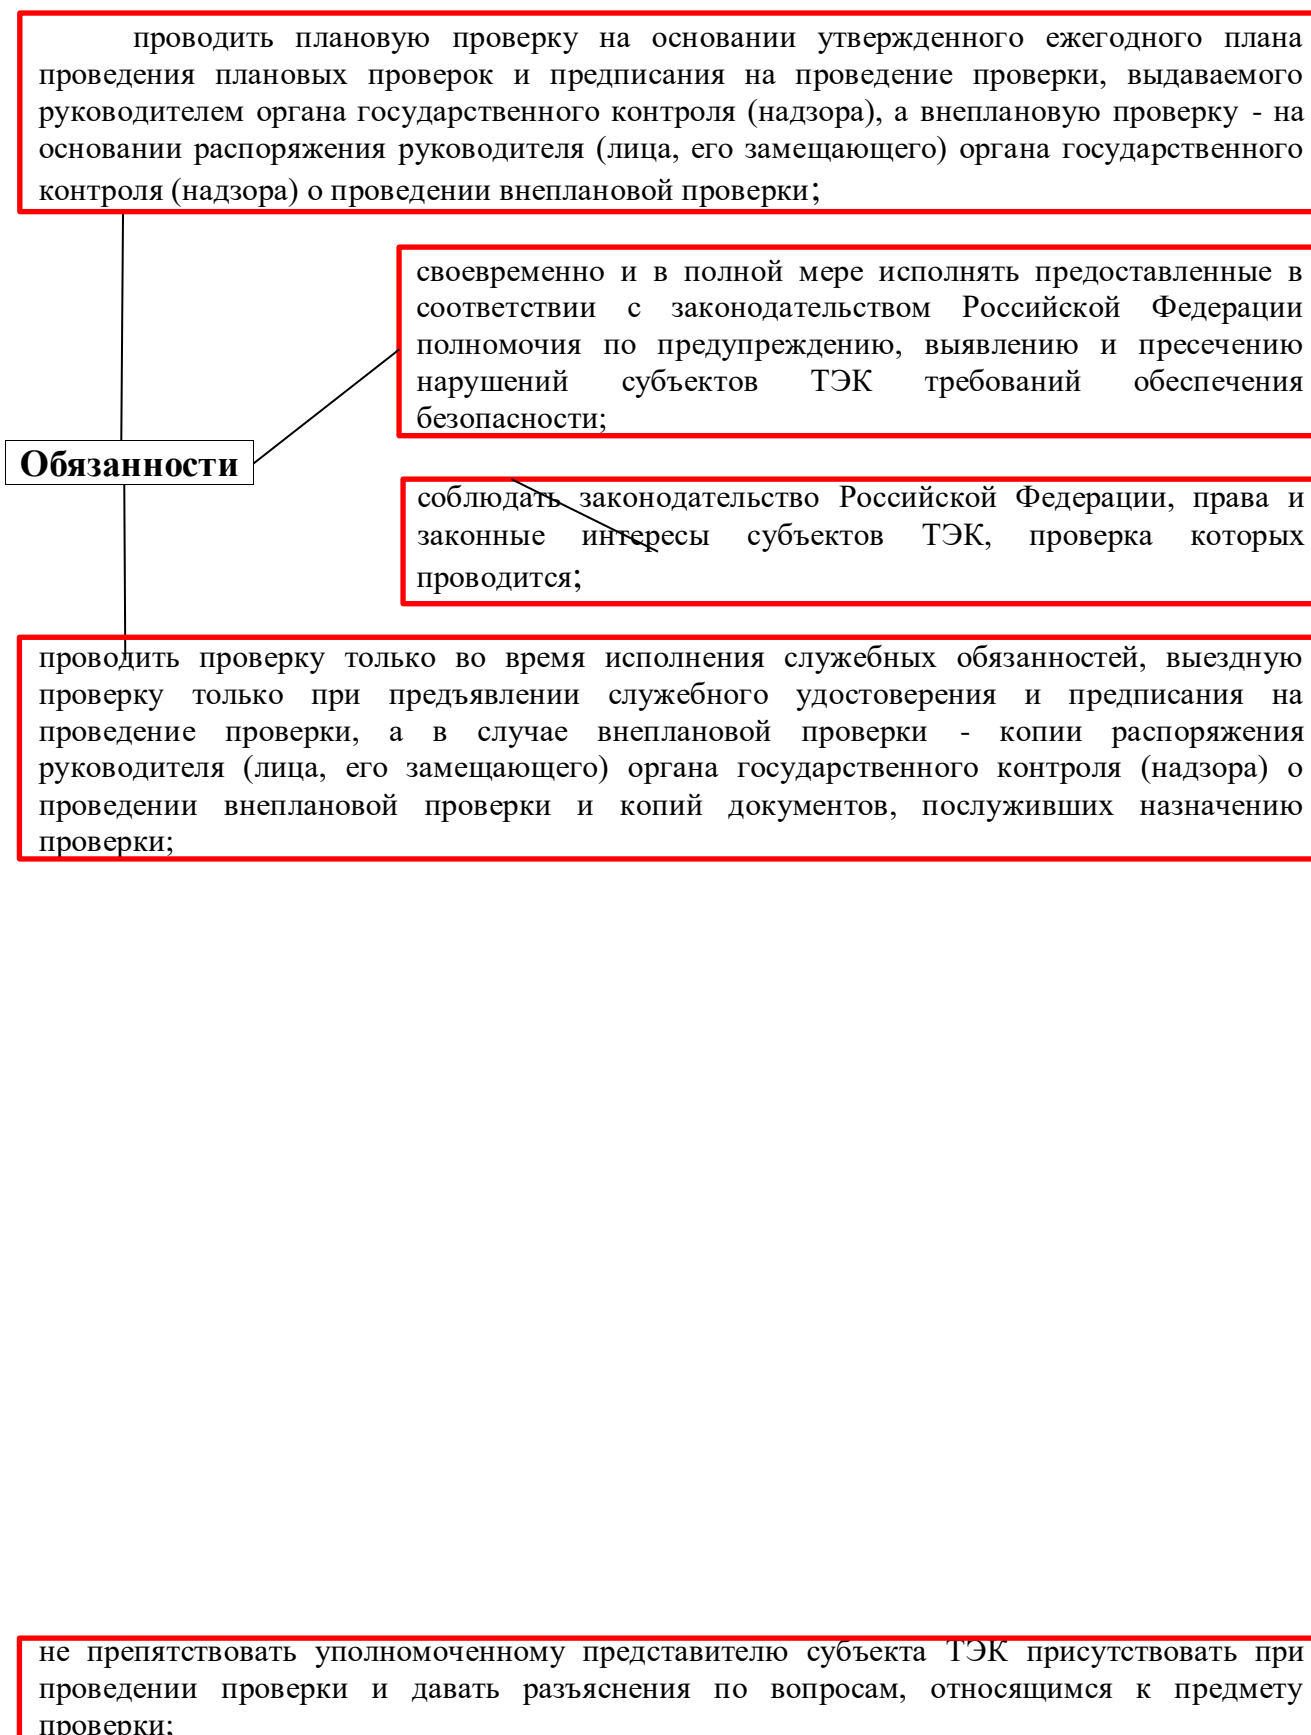 проводить плановую проверку на основании утвержденного ежегодного плана
проведения плановых проверок и предписания на проведение проверки, выдаваемого
руководителем органа государственного контроля (надзора), а внеплановую проверку - на
основании распоряжения руководителя (лица, его замещающего) органа государственного
контроля (надзора) о проведении внеплановой проверки;
своевременно и в полной мере исполнять предоставленные в
соответствии с законодательством Российской Федерации
полномочия по предупреждению, выявлению и пресечению
нарушений субъектов ТЭК требований обеспечения
безопасности;
Обязанности
соблюдать законодательство Российской Федерации, права и
законные интересы субъектов ТЭК, проверка которых
проводится;
проводить проверку только во время исполнения служебных обязанностей, выездную
проверку только при предъявлении служебного удостоверения и предписания на
проведение проверки, а в случае внеплановой проверки - копии распоряжения
руководителя (лица, его замещающего) органа государственного контроля (надзора) о
проведении внеплановой проверки и копий документов, послуживших назначению
проверки;
не препятствовать уполномоченному представителю субъекта ТЭК присутствовать при
проведении проверки и давать разъяснения по вопросам, относящимся к предмету
проверки;